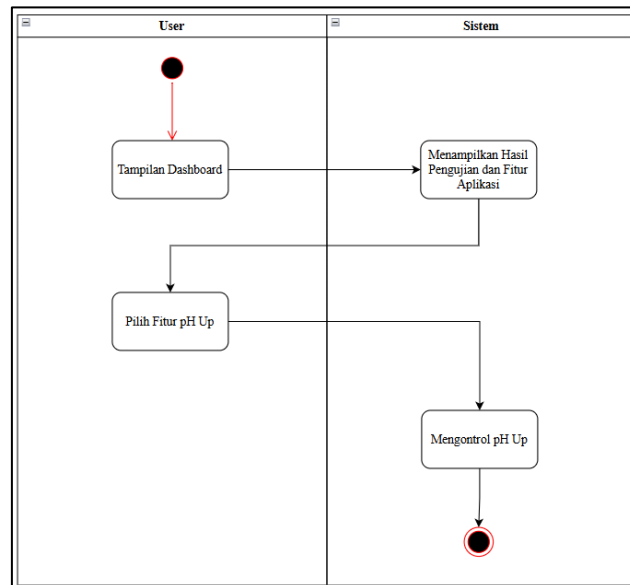 User
Sistem
Tampilan Dashboard
Menampilkan Hasil
Pengujian dan Fitur
Aplikasi
Pilih Fitur pH Up
Mengontrol pH Up